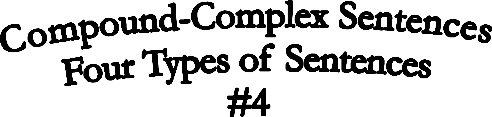 Compound-Complex Sentences
Four Types of Sentences
#4